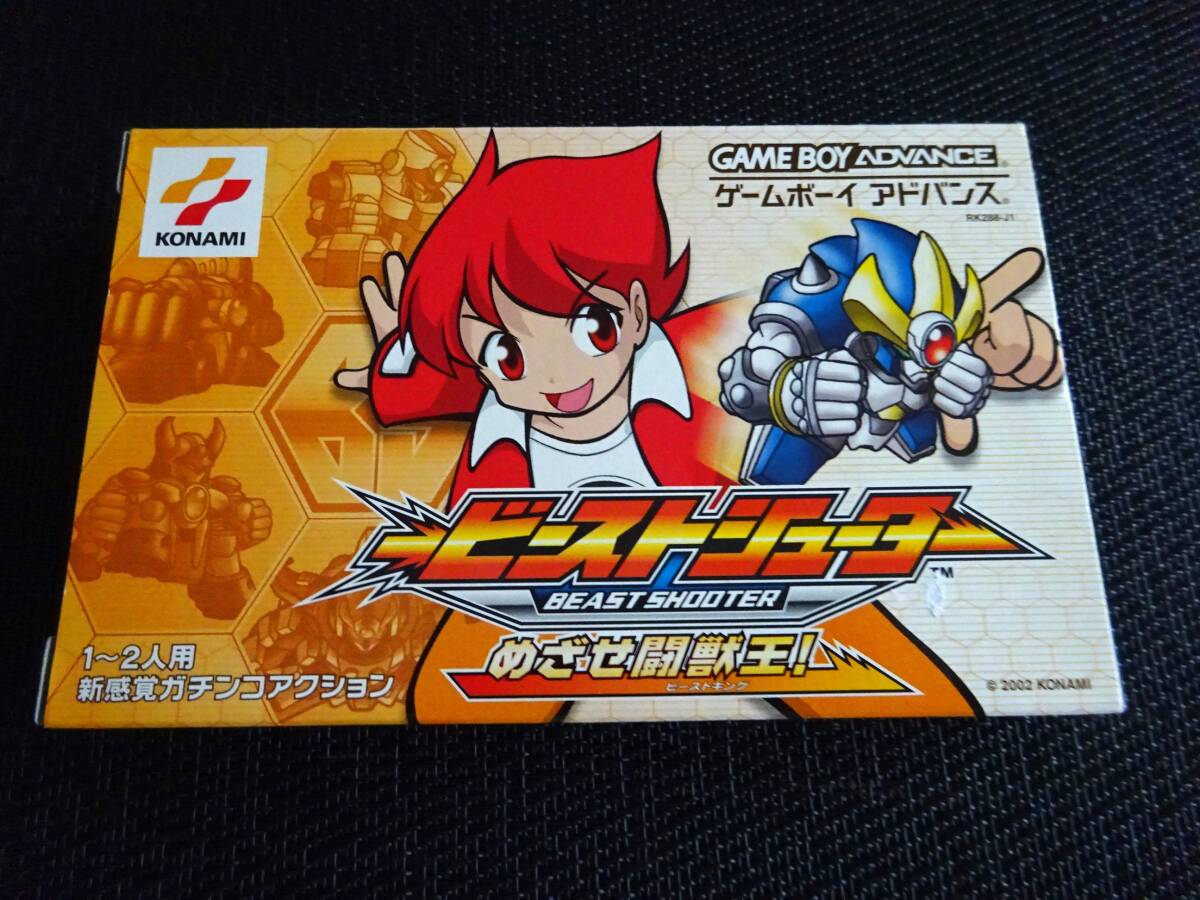 KONAMI
GAME BOY ADVANCE
ゲームボーイ アドバンス
RK288-J1
ビーストシューター
TM
BEAST SHOOTER
めざせ闘獣王!
ビーストキング
1～2人用
新感覚ガチンコアクション
© 2002 KONAMI